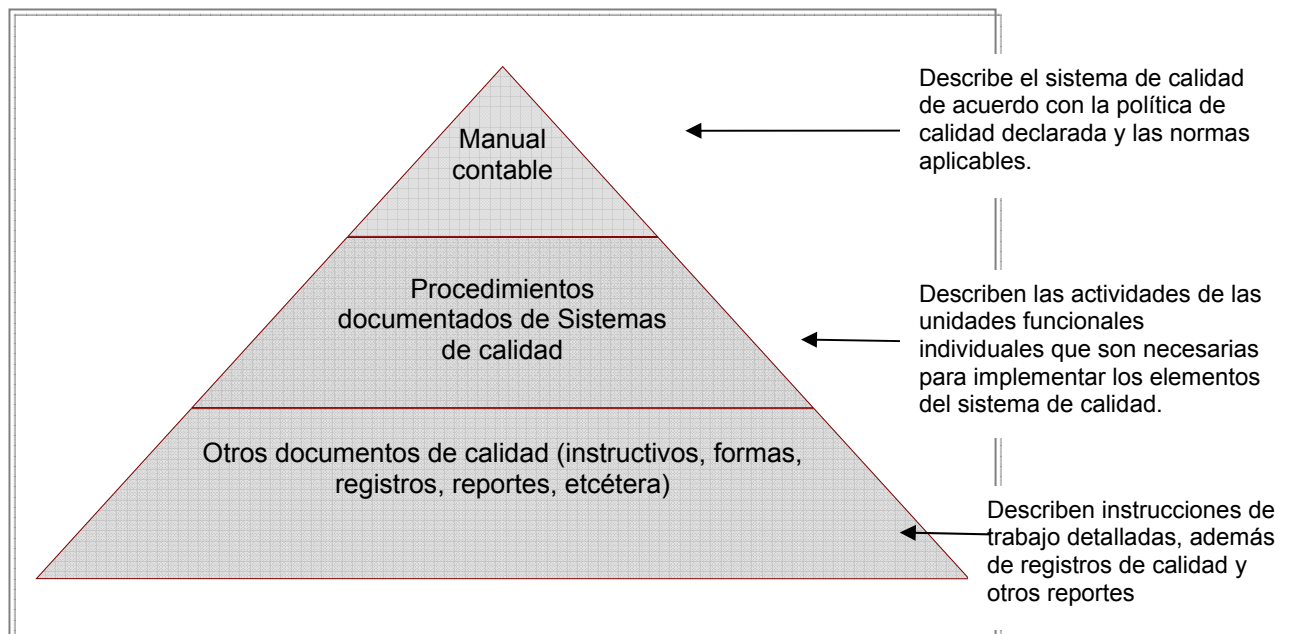 Manual
contable
Describe el sistema de calidad
de acuerdo con la política de
calidad declarada y las normas
aplicables.
Procedimientos
documentados de Sistemas
de calidad
Describen las actividades de las
unidades funcionales
individuales que son necesarias
para implementar los elementos
del sistema de calidad.
Otros documentos de calidad (instructivos, formas,
registros, reportes, etcétera)
Describen instrucciones de
trabajo detalladas, además
de registros de calidad y
otros reportes